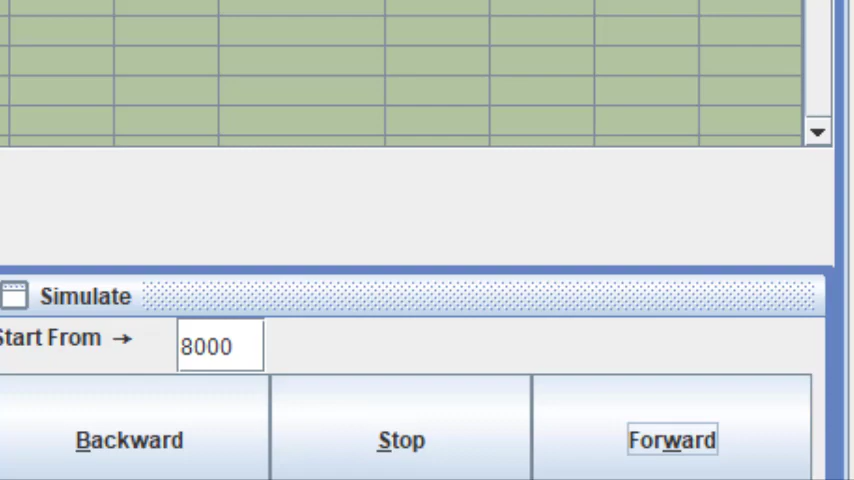 Simulate
Start From →
8000
Backward
Stop
Forward